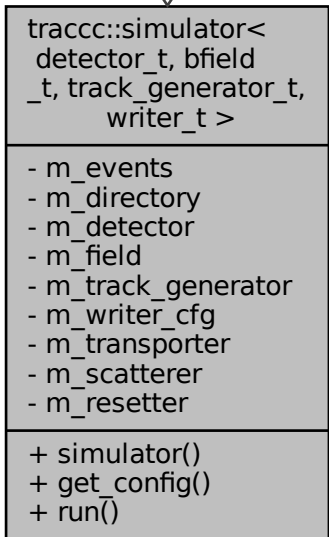 traccc::simulator<
detector_t, bfield
_t, track_generator_t,
writer_t >
- m_events
- m_directory
- m_detector
- m_field
- m_track_generator
- m_writer_cfg
- m_transporter
- m_scatterer
- m_resetter
+ simulator()
+ get_config()
+ run()